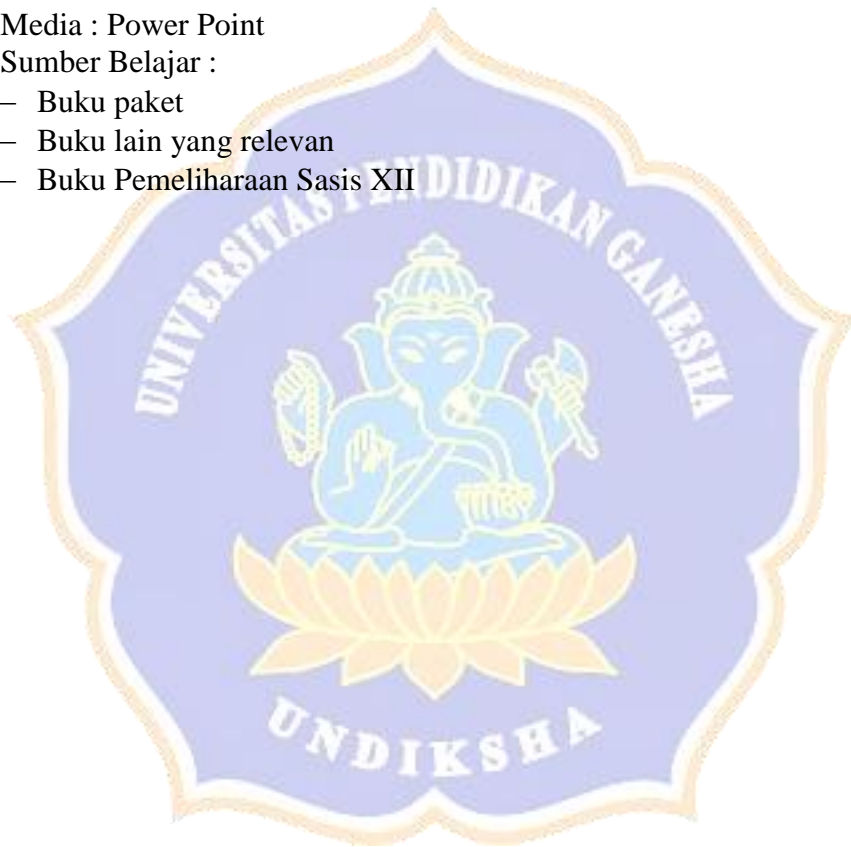 Media : Power Point
Sumber Belajar :
– Buku paket
– Buku lain yang relevan
– Buku Pemeliharaan Sasis XII
UNIVERSITAS PENDIDIKAN GANESHA
UNDIKSHA